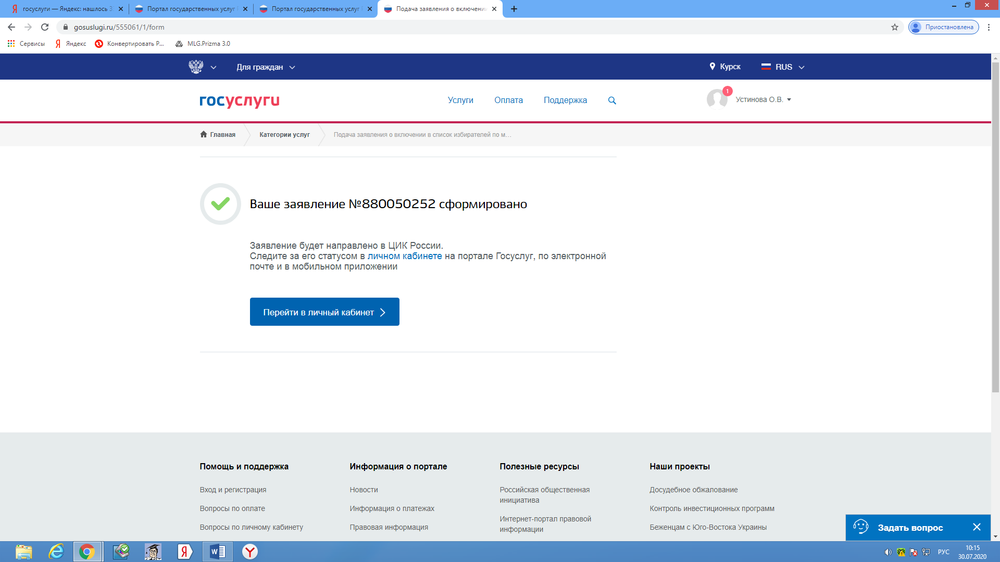 госуслуги — Яндекс: нашлось
Портал государственных услуг
Портал государственных услуг
Подача заявления о включении
gosuslugi.ru/555061/1/form
Приостановлена
Сервисы
Яндекс
Конвертировать P...
MLG.Prizma 3.0
Для граждан
Курск
RUS
госуслуги
Услуги
Оплата
Поддержка
1
Устинова О.В.
Главная
Категории услуг
Подача заявления о включении в список избирателей по м...
Ваше заявление №880050252 сформировано
Заявление будет направлено в ЦИК России.
Следите за его статусом в личном кабинете на портале Госуслуг, по электронной
почте и в мобильном приложении
Перейти в личный кабинет
Помощь и поддержка
Вход и регистрация
Вопросы по оплате
Вопросы по личному кабинету
Информация о портале
Новости
Информация о платежах
Правовая информация
Полезные ресурсы
Российская общественная
инициатива
Интернет-портал правовой
информации
Наши проекты
Досудебное обжалование
Контроль инвестиционных программ
Беженцам с Юго-Востока Украины
Задать вопрос
РУС
10:15
30.07.2020